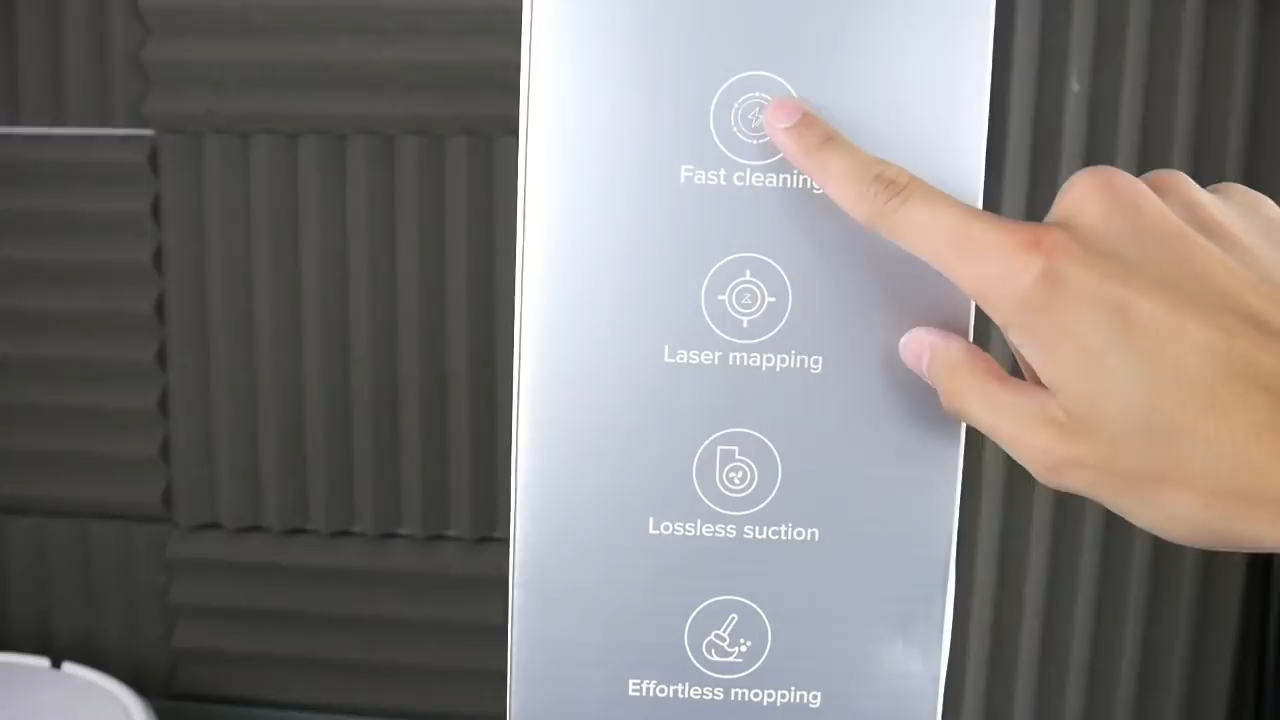 Fast cleaning
Laser mapping
Lossless suction
Effortless mopping